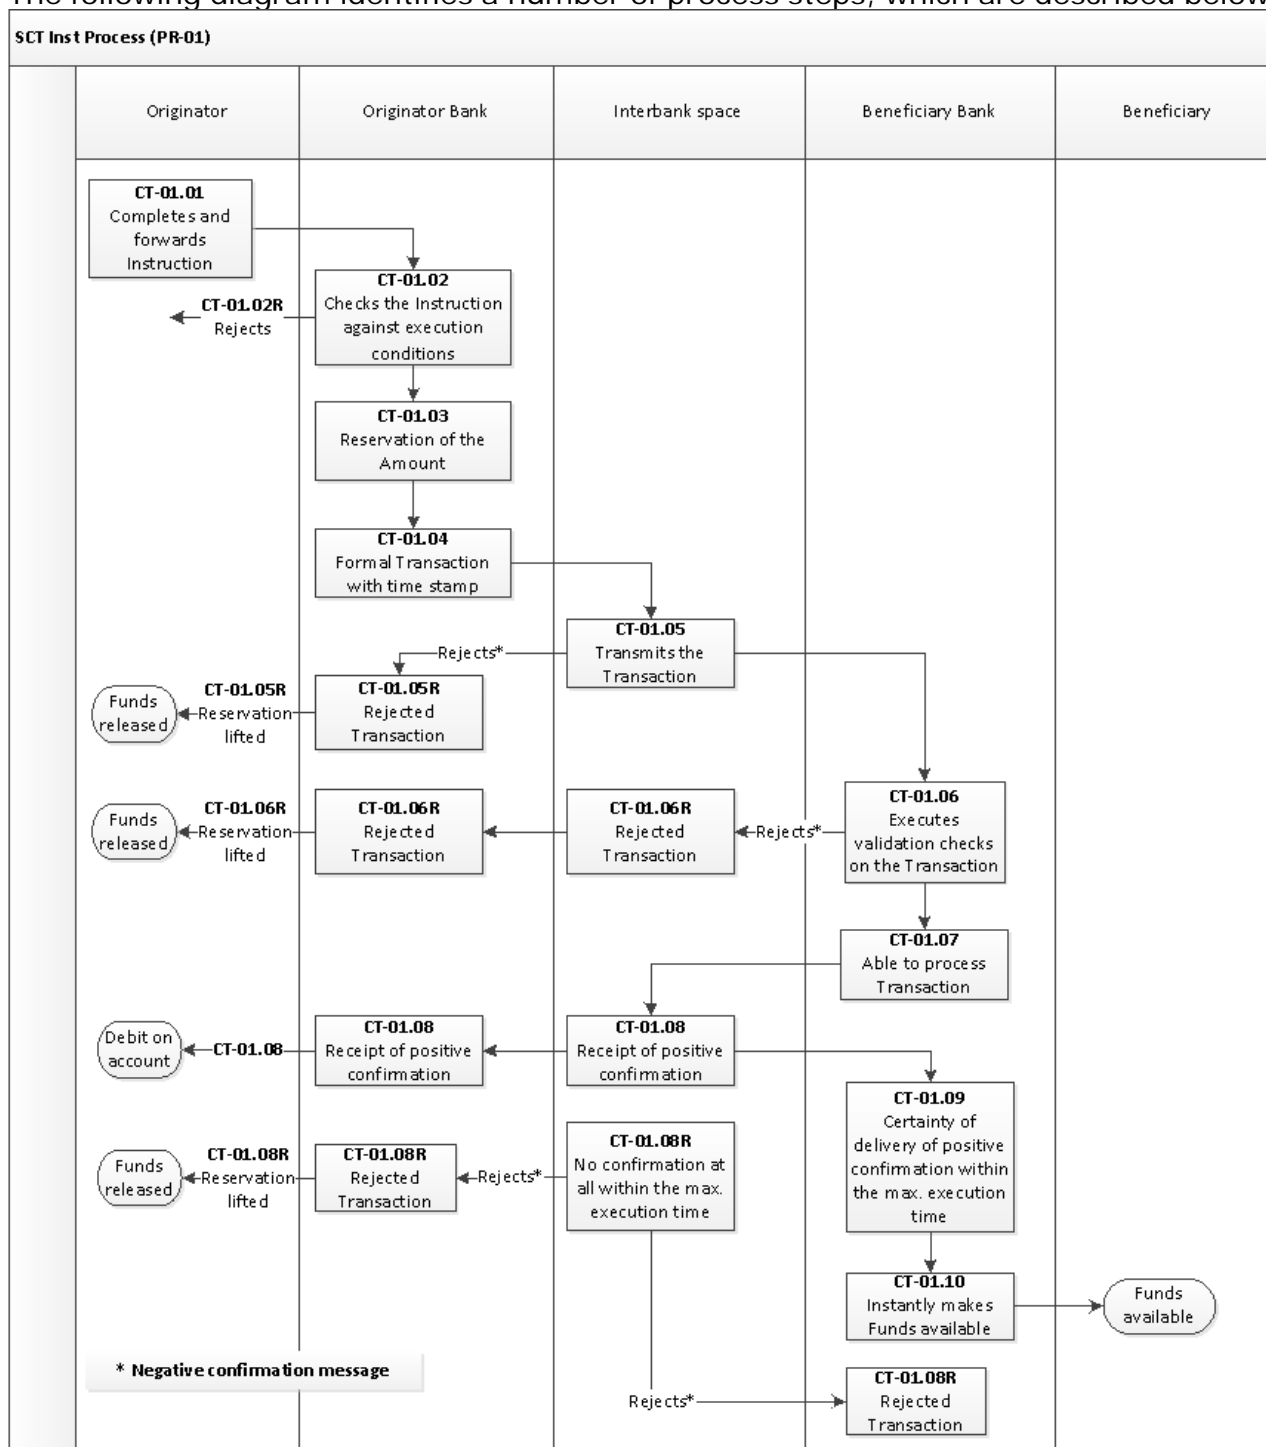 The following diagram identifies a number of process steps, which are described below
SCT Inst Process (PR-01)
Originator
Originator Bank
Interbank space
Beneficiary Bank
Beneficiary
CT-01.01
Completes and
forwards
Instruction
CT-01.02
Checks the Instruction
against execution
conditions
CT-01.02R
Rejects
CT-01.03
Reservation of the
Amount
CT-01.04
Formal Transaction
with time stamp
CT-01.05
Transmits the
Transaction
Rejects*
CT-01.05R
Rejected
Transaction
CT-01.05R
Reservation
lifted
Funds
released
CT-01.06
Executes
validation checks
on the Transaction
Rejects*
CT-01.06R
Rejected
Transaction
CT-01.06R
Rejected
Transaction
CT-01.06R
Reservation
lifted
Funds
released
CT-01.07
Able to process
Transaction
CT-01.08
Receipt of positive
confirmation
CT-01.08
Receipt of positive
confirmation
CT-01.08
Debit on
account
CT-01.09
Certainty of
delivery of positive
confirmation within
the max. execution
time
CT-01.08R
No confirmation at
all within the max.
execution time
Rejects*
CT-01.08R
Rejected
Transaction
CT-01.08R
Reservation
lifted
Funds
released
CT-01.10
Instantly makes
Funds available
Funds
available
* Negative confirmation message
Rejects*
CT-01.08R
Rejected
Transaction